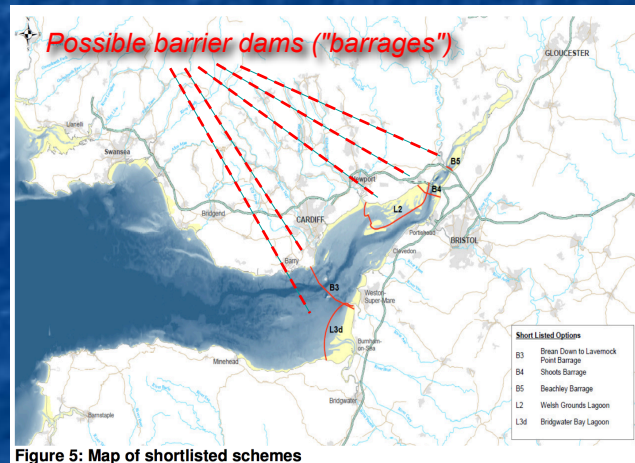 Possible barrier dams ("barrages")
GLOUCESTER
Llanelli
Swansea
Newport
B5
B4
L2
Bridgend
CARDIFF
Portishead
BRISTOL
Clevedon
Barry
B3
Weston-
Super-Mare
L3d
Burnham-
on-Sea
Minehead
Bridgwater
Barnstaple
Short Listed Options
B3 Brean Down to Lavernock
Point Barrage
B4 Shoots Barrage
B5 Beachley Barrage
L2 Welsh Grounds Lagoon
L3d Bridgwater Bay Lagoon
Figure 5: Map of shortlisted schemes